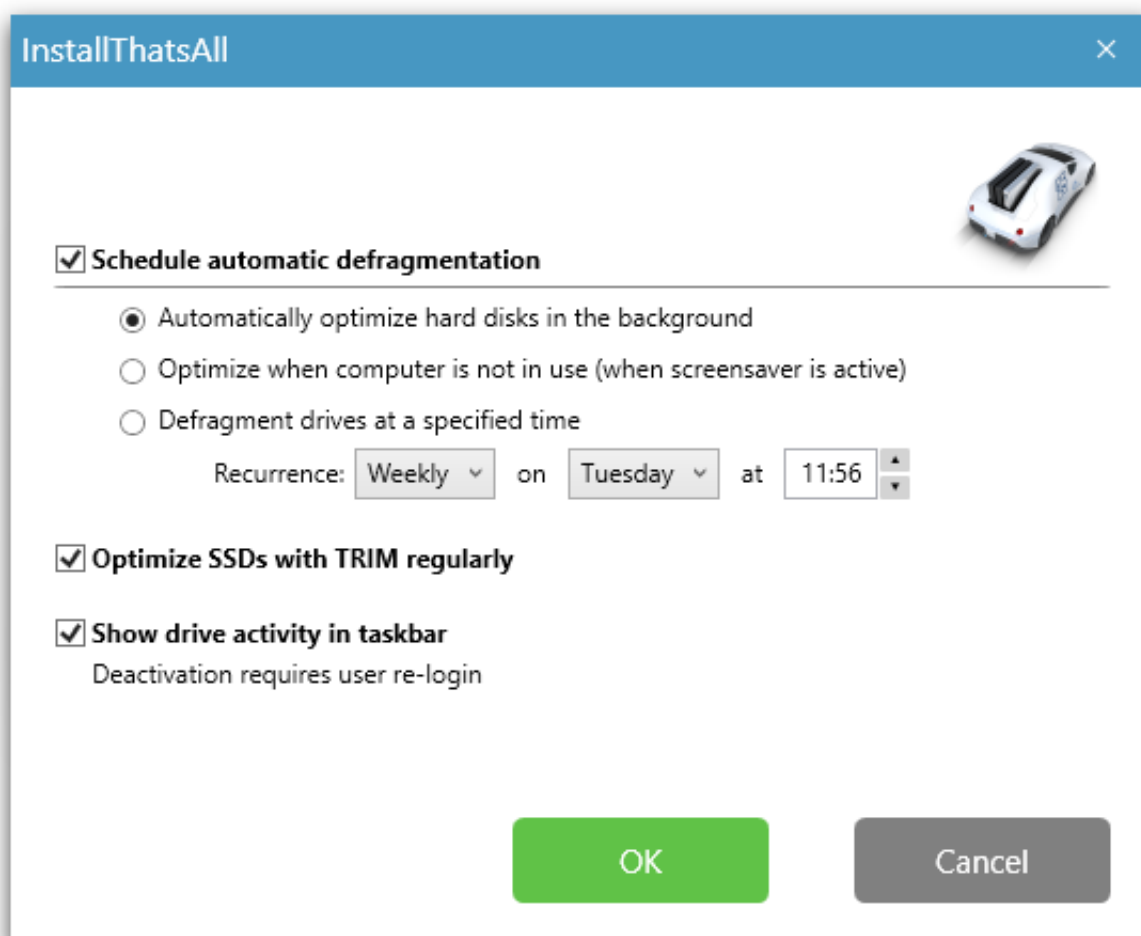 InstallThatsAll
Schedule automatic defragmentation
Automatically optimize hard disks in the background
Optimize when computer is not in use (when screensaver is active)
Defragment drives at a specified time
Recurrence: Weekly on Tuesday at 11:56
Optimize SSDs with TRIM regularly
Show drive activity in taskbar
Deactivation requires user re-login
OK Cancel